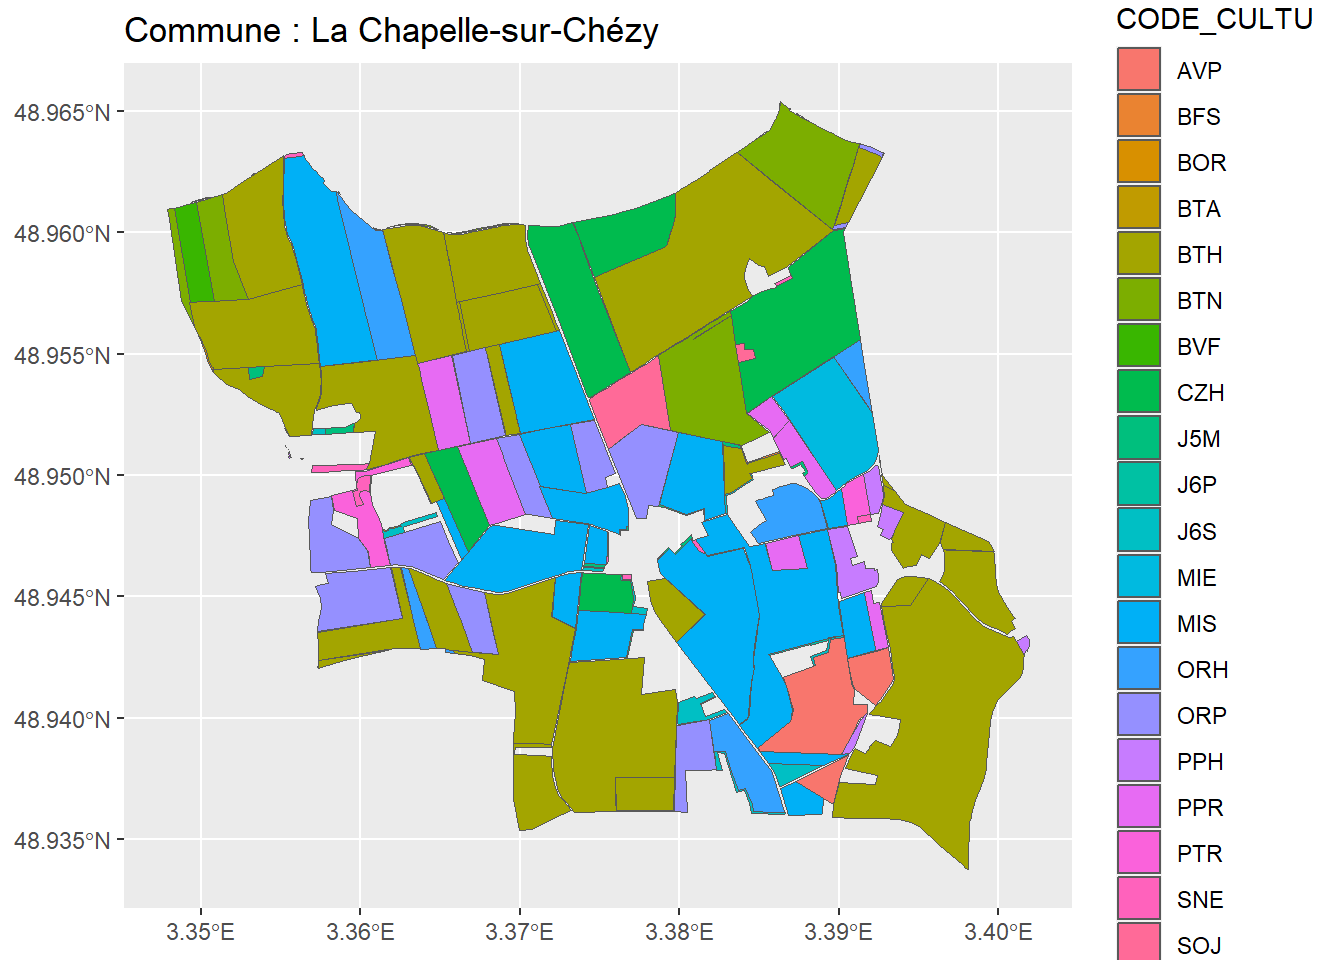 Commune : La Chapelle-sur-Chézy
CODE_CULTU
AVP
BFS
BOR
BTA
BTH
BTN
BVF
CZH
J5M
J6P
J6S
MIE
MIS
ORH
ORP
PPH
PPR
PTR
SNE
SOJ
48.965°N
48.960°N
48.955°N
48.950°N
48.945°N
48.940°N
48.935°N
3.35°E
3.36°E
3.37°E
3.38°E
3.39°E
3.40°E